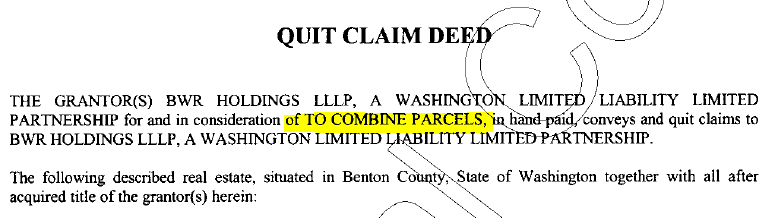 QUIT CLAIM DEED
THE GRANTOR(S) BWR HOLDINGS LLLP, A WASHINGTON LIMITED LIABILITY LIMITED
PARTNERSHIP for and in consideration of TO COMBINE PARCELS, in hand paid, conveys and quit claims to
BWR HOLDINGS LLLP, A WASHINGTON LIMITED LIABILITY LIMITED PARTNERSHIP.
The following described real estate, situated in Benton County, State of Washington together with all after
acquired title of the grantor(s) herein: